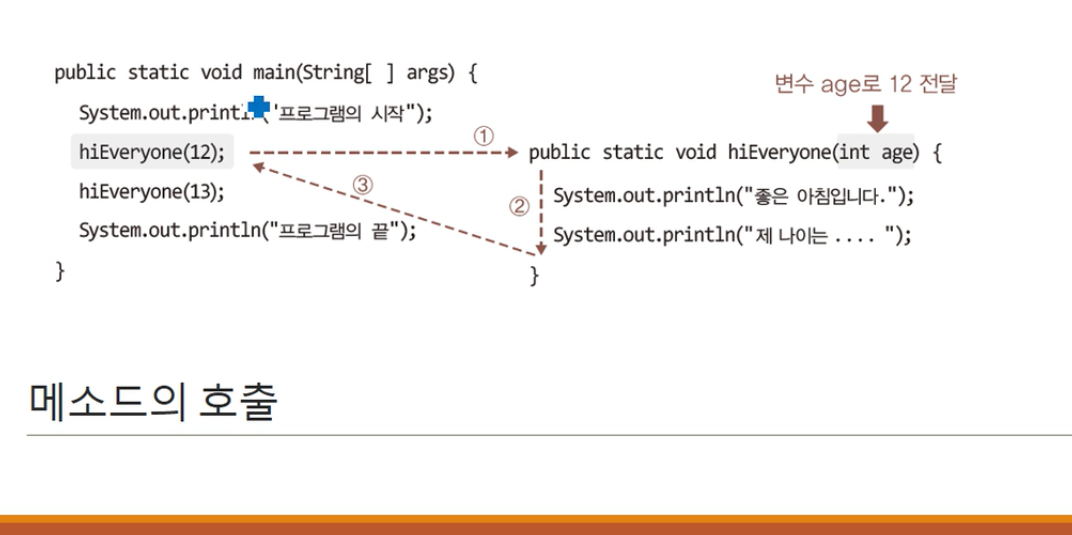 public static void main(String[ ] args) {
변수 age로 12 전달
System.out.print 프로그램의 시작");
①
hiEveryone(12);
public static void hiEveryone(int age) {
③
hiEveryone(13);
②
System.out.println("좋은 아침입니다.");
System.out.println("프로그램의 끝");
System.out.println("제 나이는 .... ");
}
}
메소드의 호출